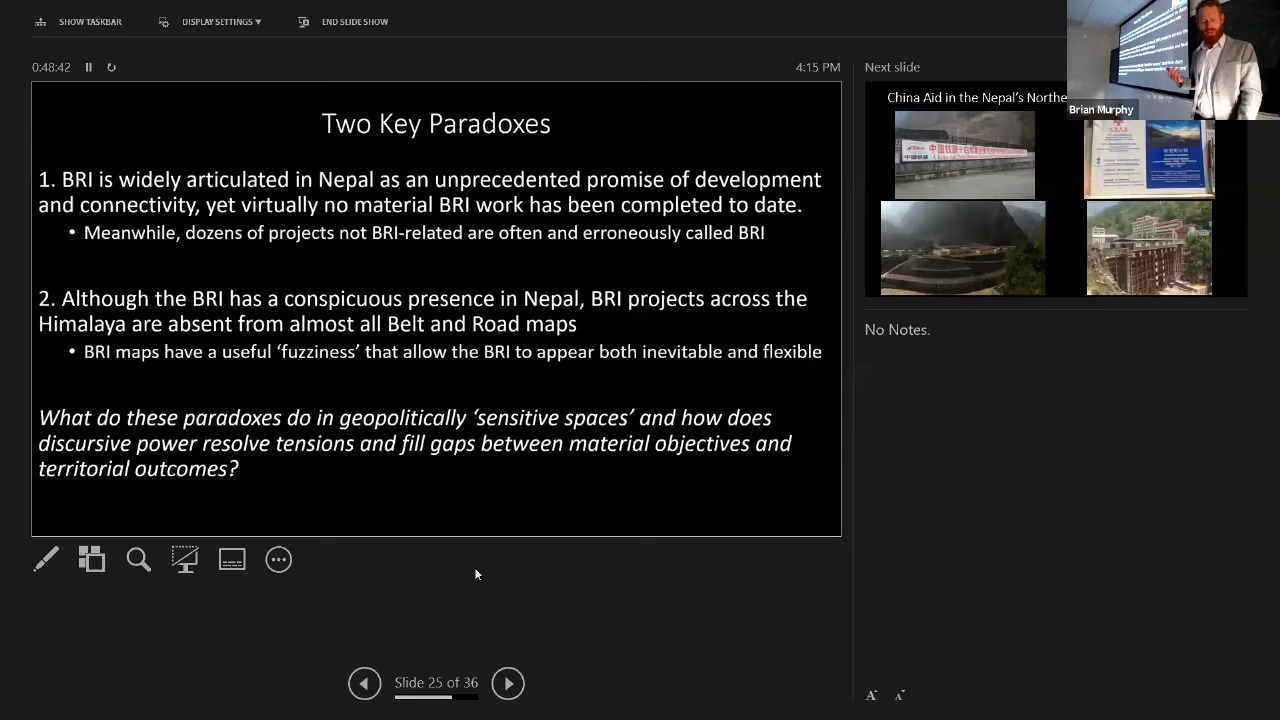 SHOW TASKBAR
DISPLAY SETTINGS ▼
END SLIDE SHOW
0:48:42
4:15 PM
Two Key Paradoxes
1. BRI is widely articulated in Nepal as an unprecedented promise of development
and connectivity, yet virtually no material BRI work has been completed to date.
• Meanwhile, dozens of projects not BRI-related are often and erroneously called BRI
2. Although the BRI has a conspicuous presence in Nepal, BRI projects across the
Himalaya are absent from almost all Belt and Road maps
• BRI maps have a useful ‘fuzziness’ that allow the BRI to appear both inevitable and flexible
What do these paradoxes do in geopolitically ‘sensitive spaces’ and how does
discursive power resolve tensions and fill gaps between material objectives and
territorial outcomes?
Slide 25 of 36
Next slide
China Aid in the Nepal's Northe
中国铁建
Brian Murphy
No Notes.
A
A